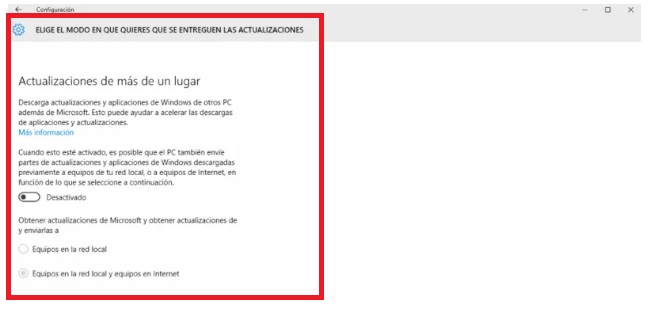 Configuración
ELIGE EL MODO EN QUE QUIERES QUE SE ENTREGUEN LAS ACTUALIZACIONES
Actualizaciones de más de un lugar
Descarga actualizaciones y aplicaciones de Windows de otros PC
además de Microsoft. Esto puede ayudar a acelerar las descargas
de aplicaciones y actualizaciones.
Más información
Cuando esto esté activado, es posible que el PC también envíe
partes de actualizaciones y aplicaciones de Windows descargadas
previamente a equipos de tu red local, o a equipos de Internet, en
función de lo que se seleccione a continuación.
Desactivado
Obtener actualizaciones de Microsoft y obtener actualizaciones de
y enviarlas a
Equipos en la red local
Equipos en la red local y equipos en Internet